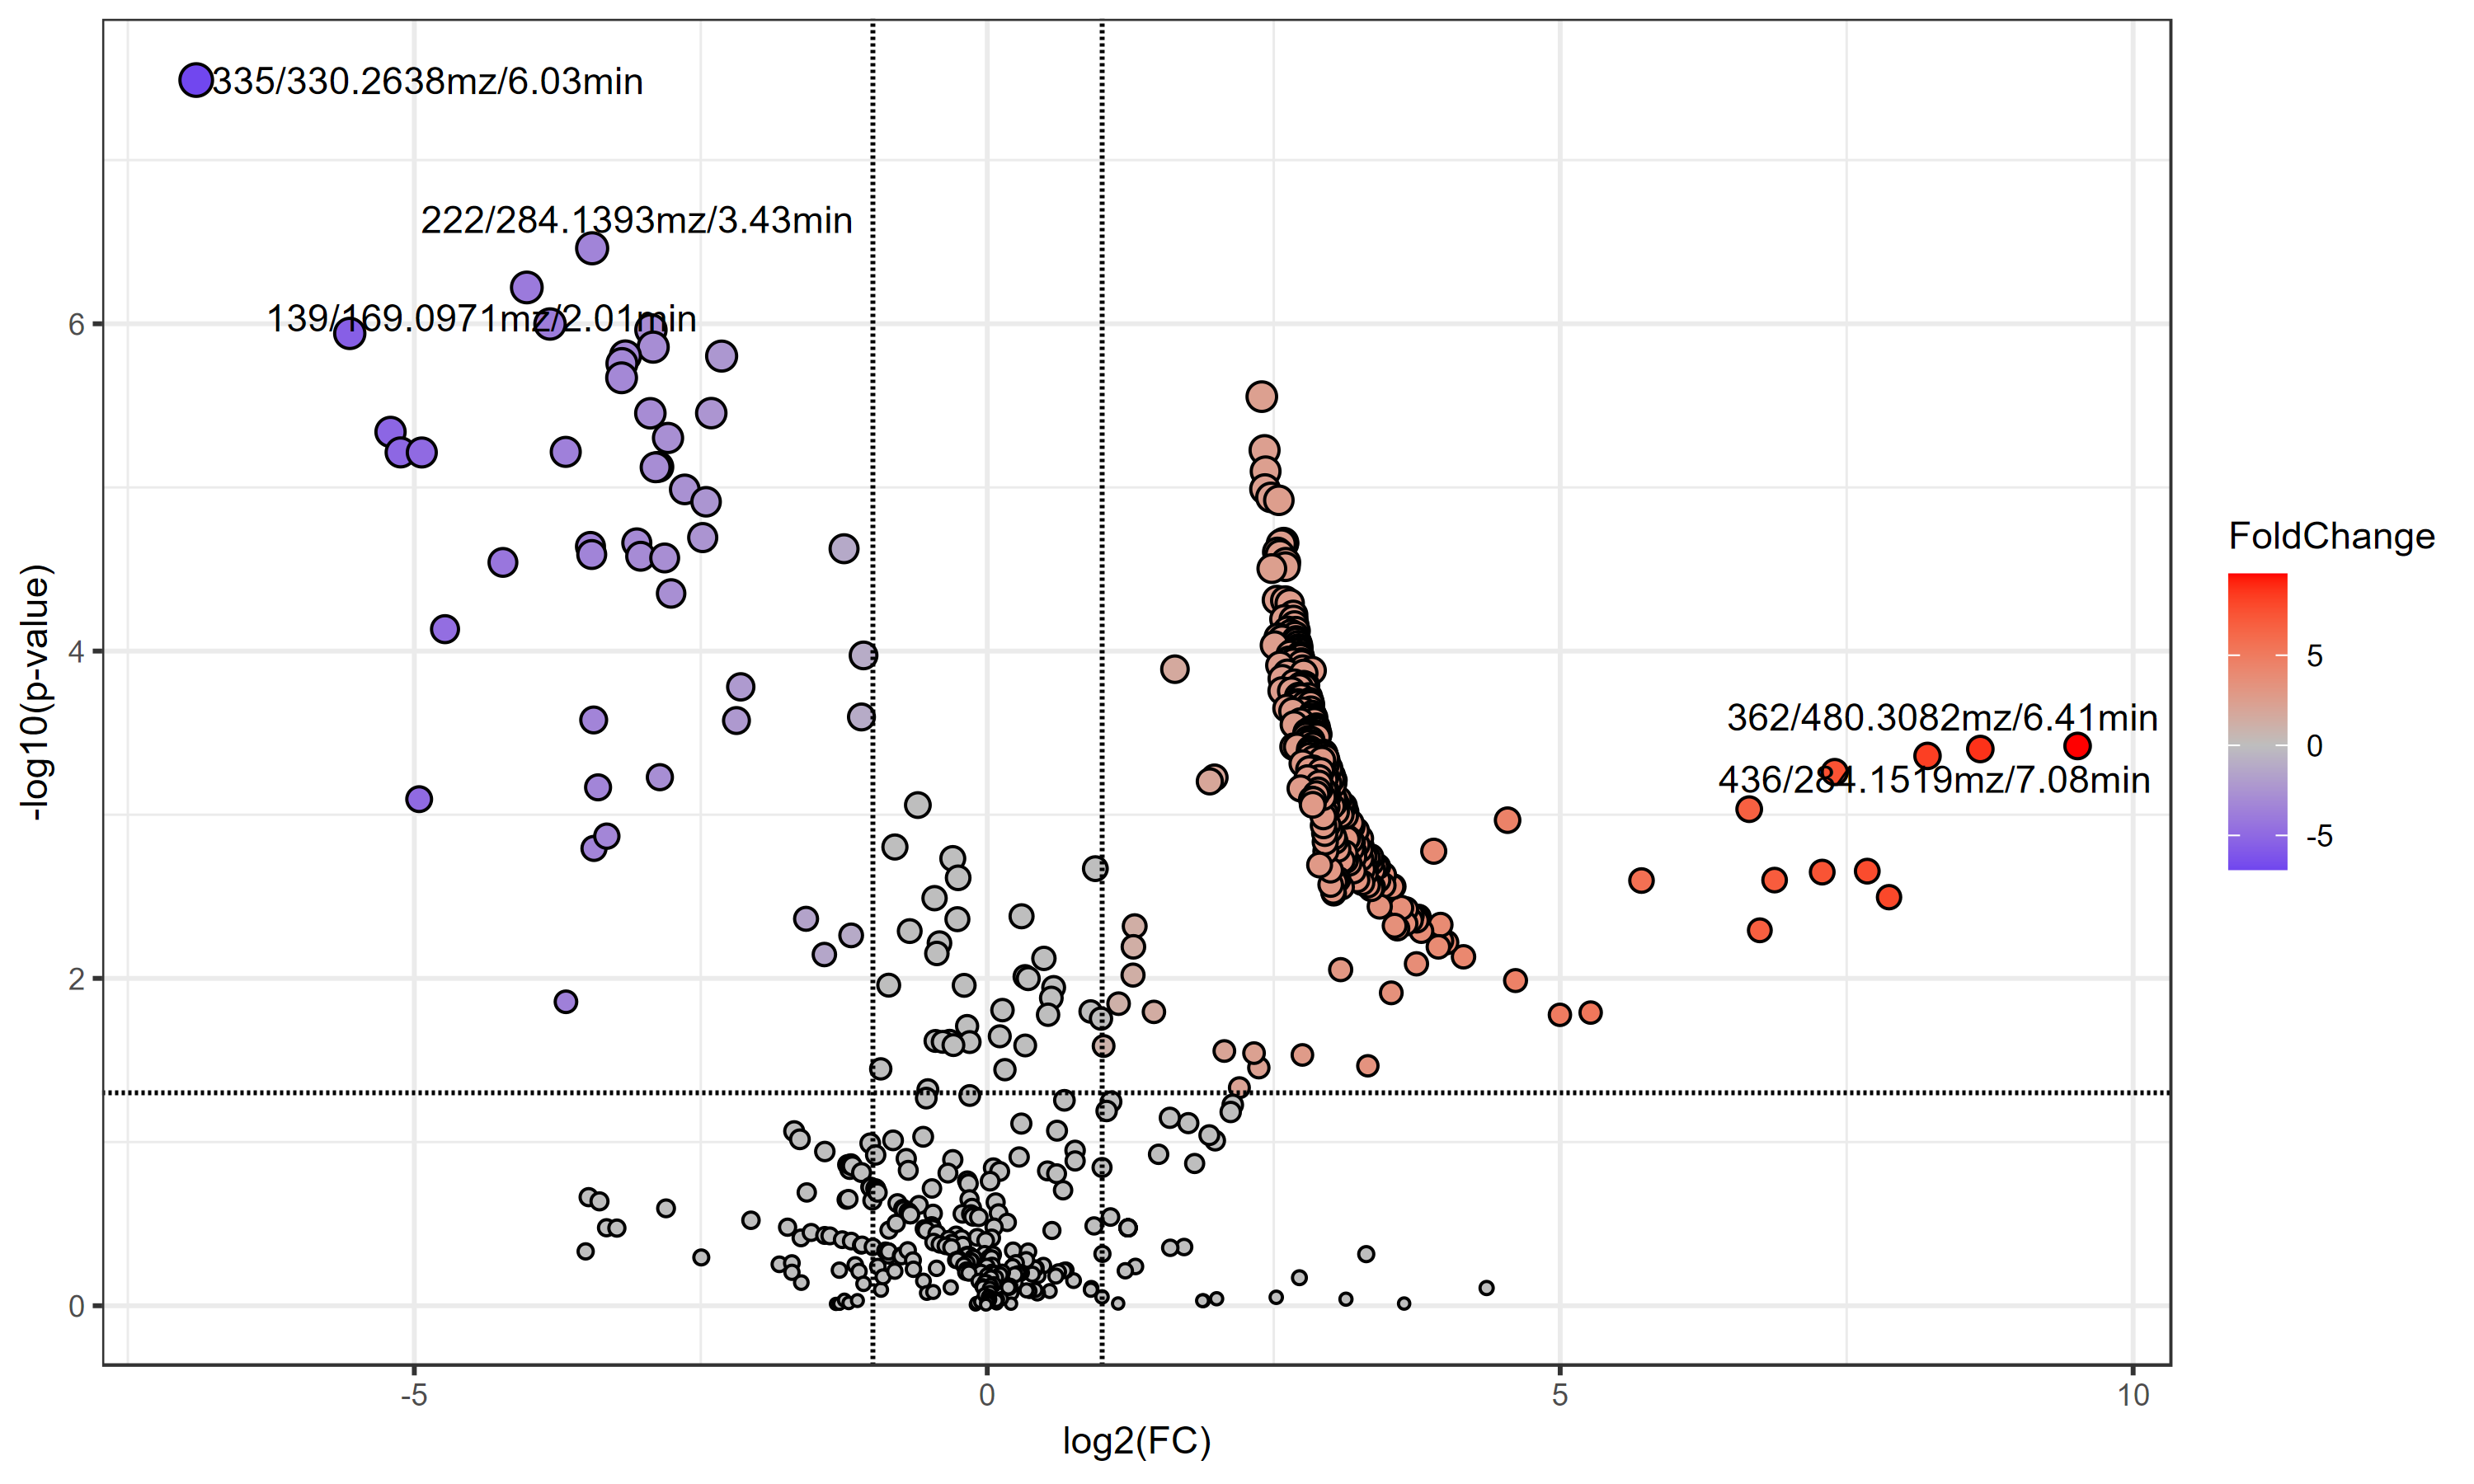 335/330.2638mz/6.03min
222/284.1393mz/3.43min
139/169.0971mz/2.01min
362/480.3082mz/6.41min
436/284.1519mz/7.08min
-log10(p-value)
6
4
2
0
-5
0
5
10
log2(FC)
FoldChange
5
0
-5